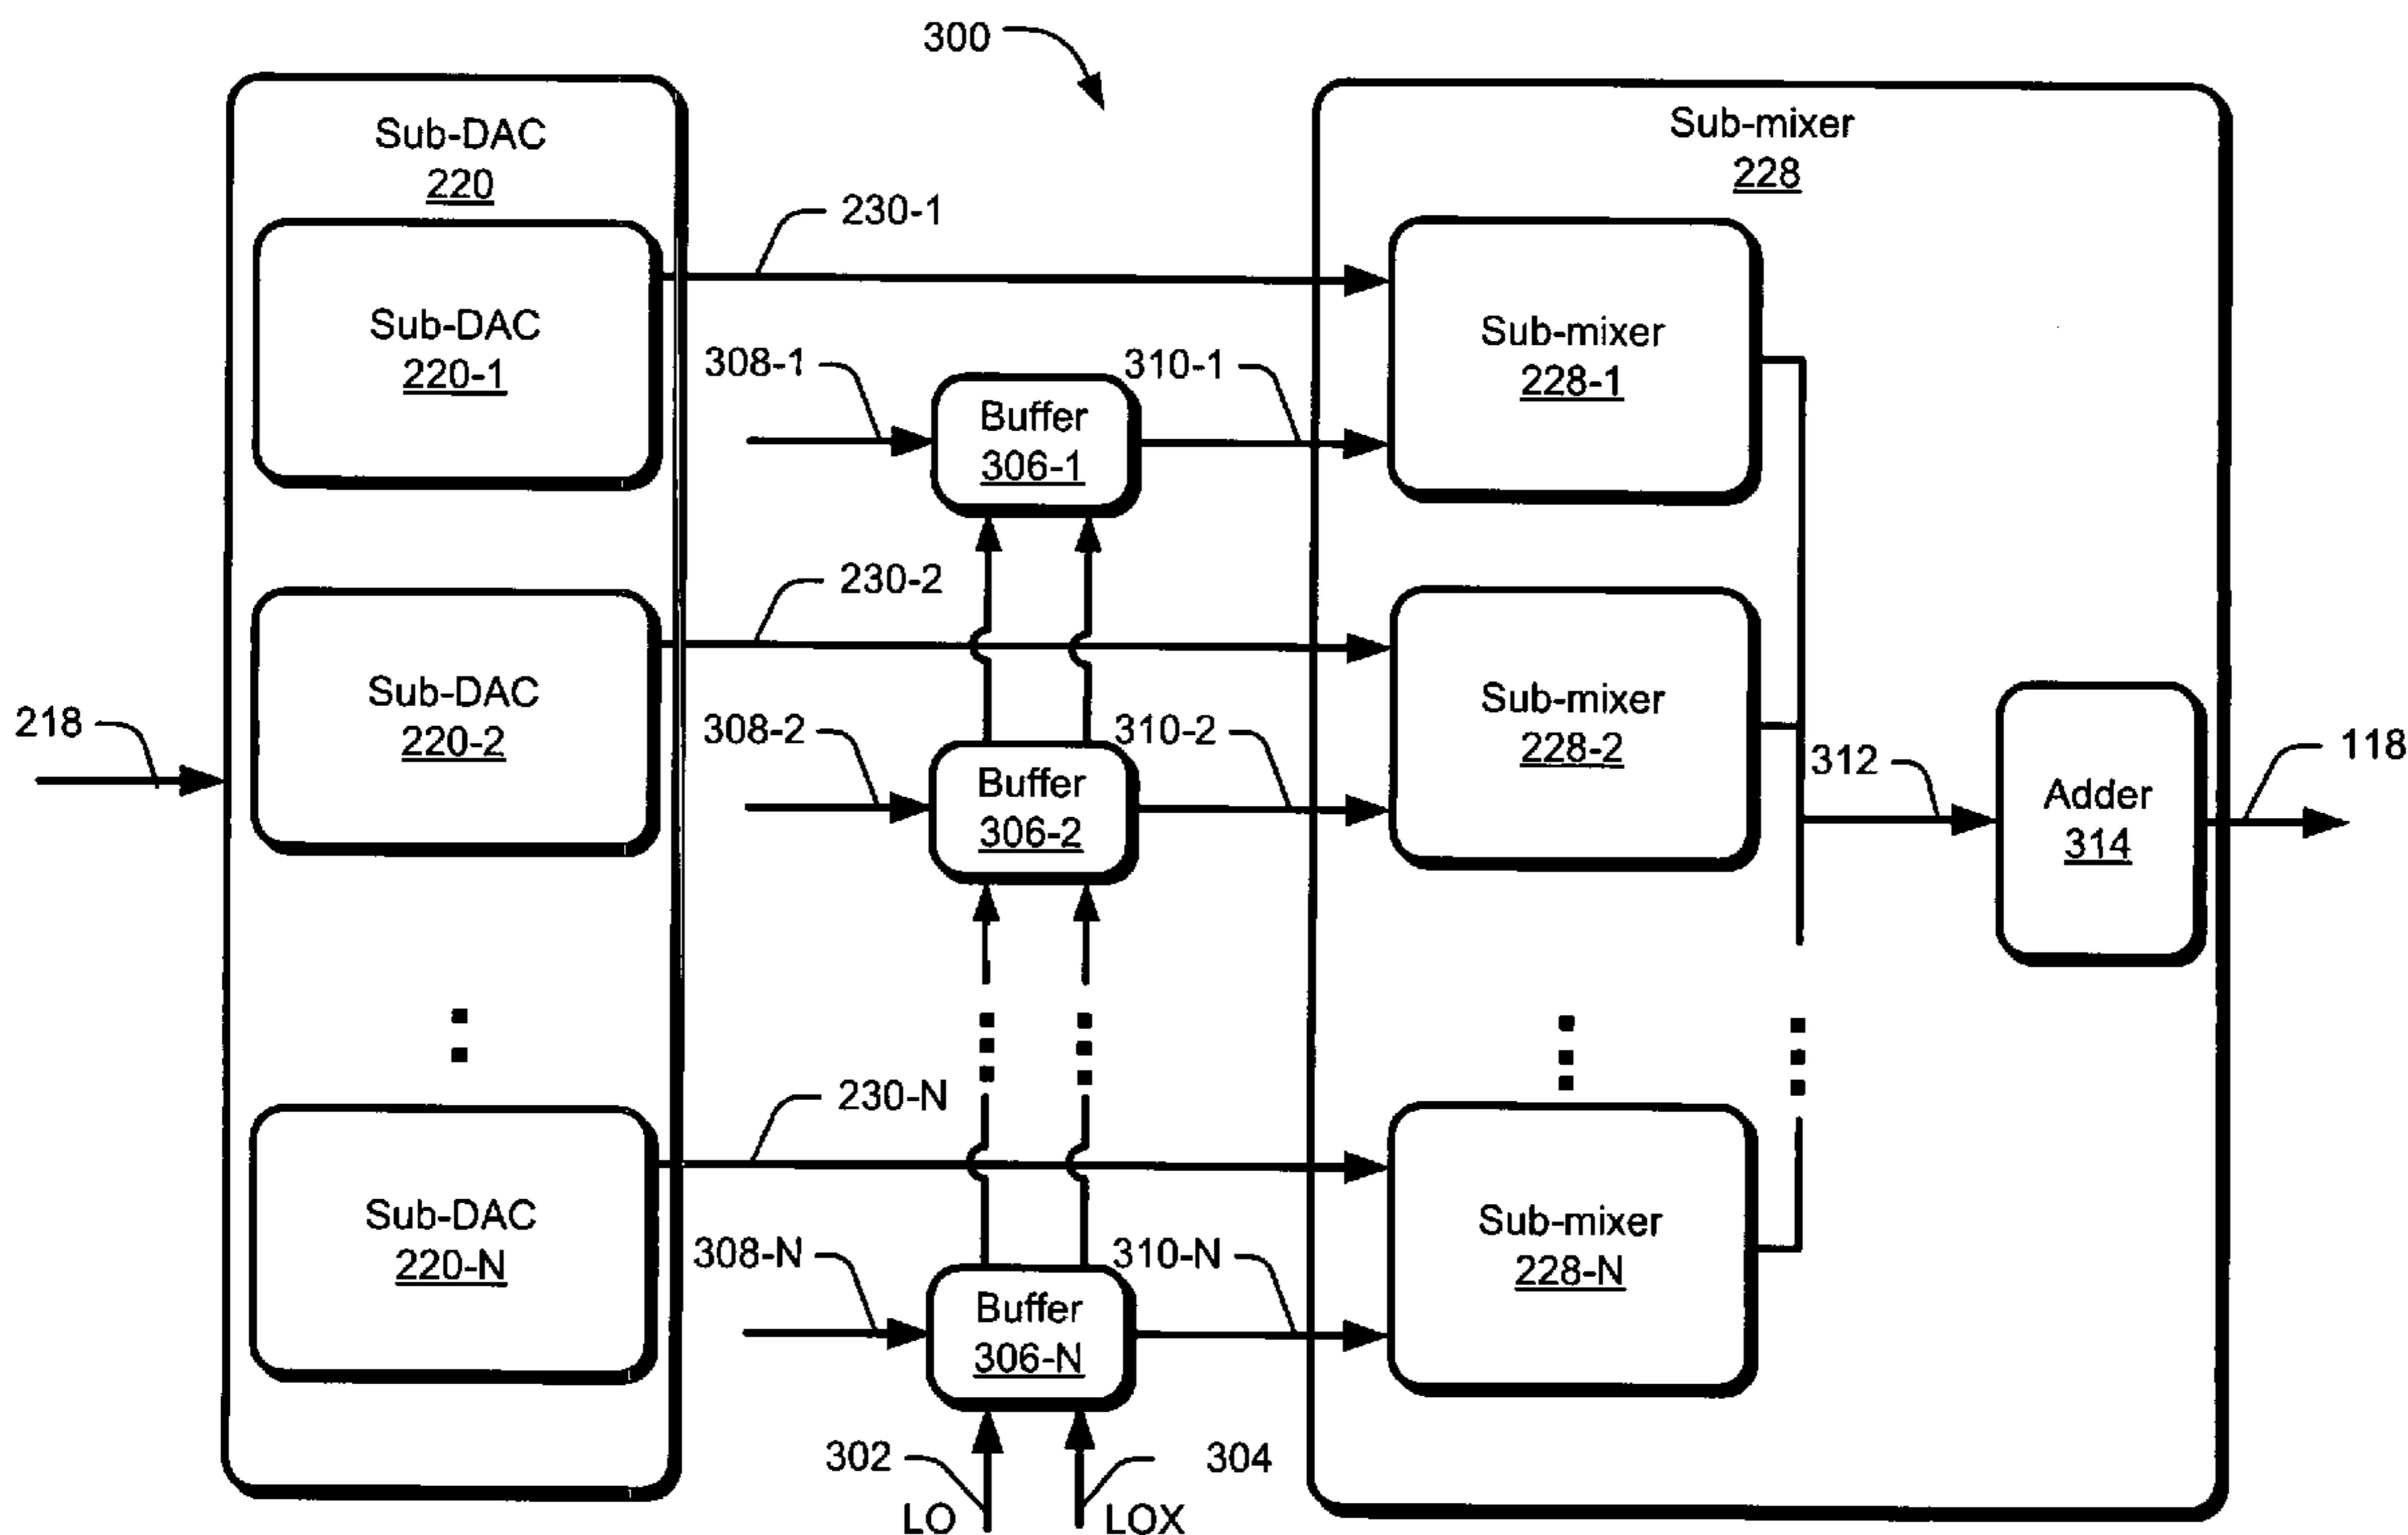 300
Sub-DAC
220
Sub-mixer
228
230-1
Sub-DAC
220-1
308-1
Buffer
306-1
310-1
Sub-mixer
228-1
230-2
Sub-DAC
220-2
218
308-2
Buffer
306-2
310-2
Sub-mixer
228-2
312
Adder
314
118
230-N
Sub-DAC
220-N
308-N
Buffer
306-N
310-N
Sub-mixer
228-N
302
304
LO
LOX